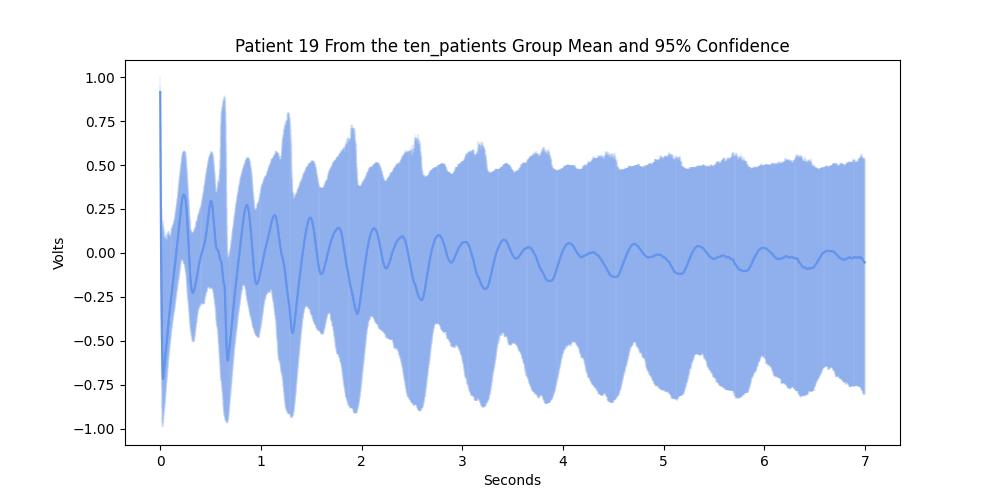 Patient 19 From the ten_patients Group Mean and 95% Confidence
1.00
0.75
0.50
0.25
0.00
−0.25
−0.50
−0.75
−1.00
Volts
0 1 2 3 4 5 6 7
Seconds